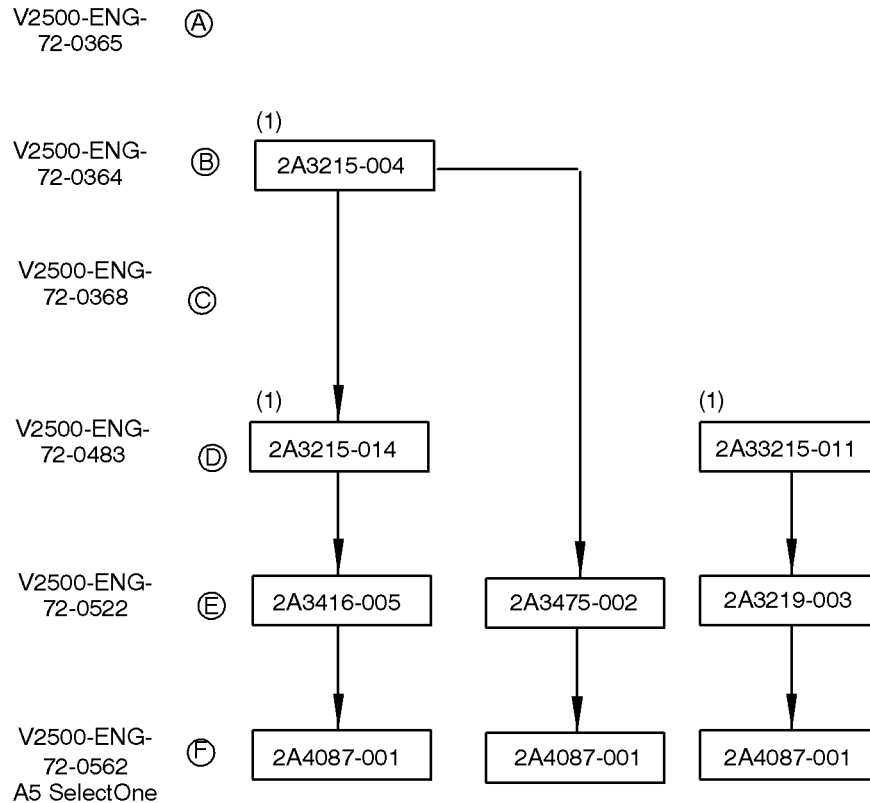 V2500-ENG-
72-0365
Ⓐ
(1)
V2500-ENG-
72-0364
Ⓑ
2A3215-004
V2500-ENG-
72-0368
Ⓒ
(1)
(1)
V2500-ENG-
72-0483
Ⓓ
2A3215-014
2A33215-011
V2500-ENG-
72-0522
Ⓔ
2A3416-005
2A3475-002
2A3219-003
V2500-ENG-
72-0562
A5 SelectOne
Ⓕ
2A4087-001
2A4087-001
2A4087-001